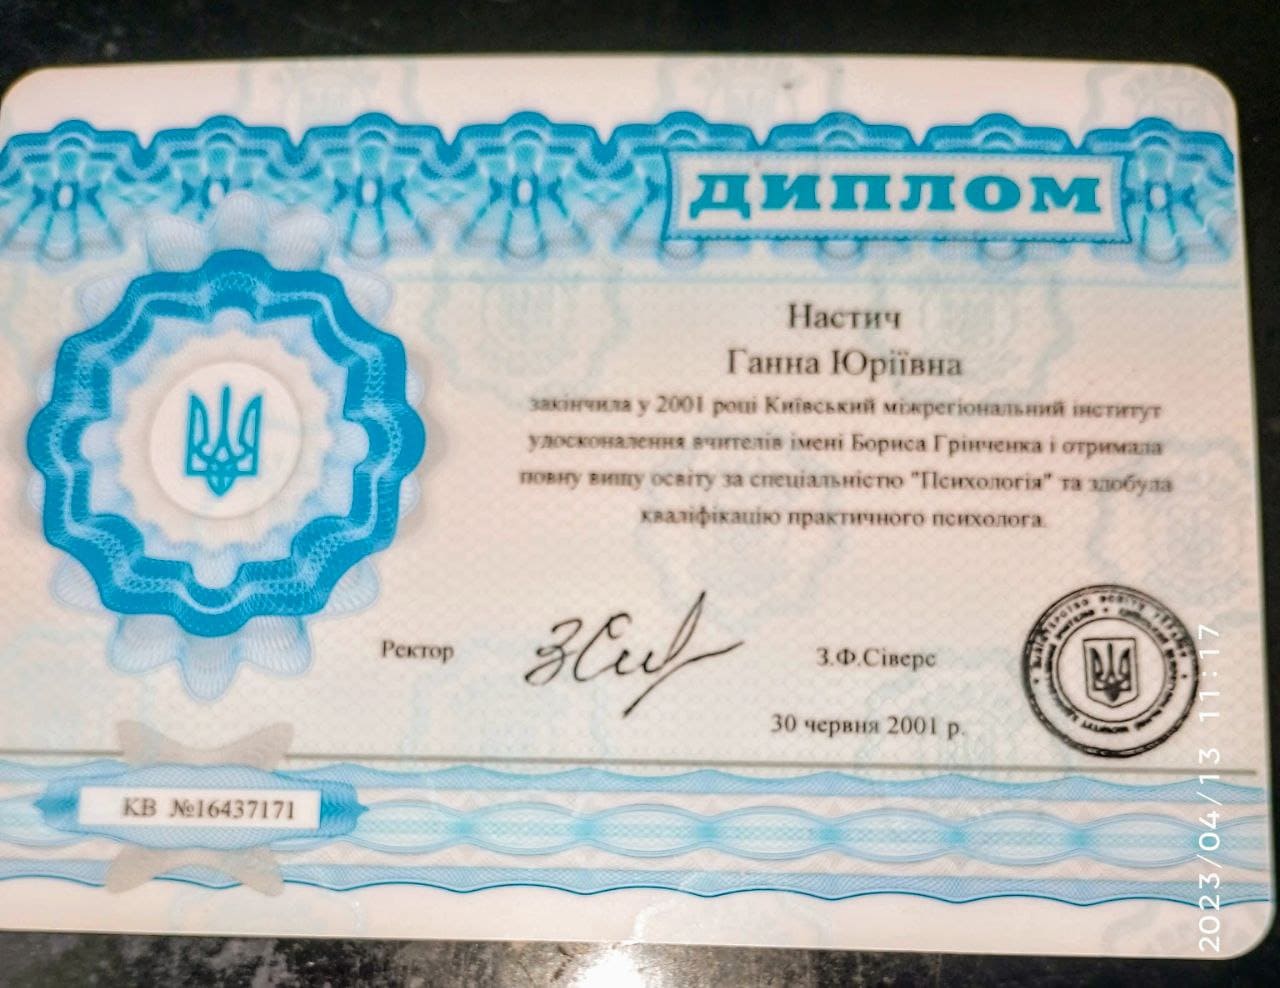 ДИПЛОМ
Настич
Ганна Юріївна
закінчила у 2001 році Київський міжрегіональний інститут
удосконалення вчителів імені Бориса Грінченка і отримала
повну вищу освіту за спеціальністю "Психологія" та здобула
кваліфікацію практичного психолога.
Ректор
З.Ф.Сіверс
30 червня 2001 р.
КВ №16437171
2023/04/13 11:17